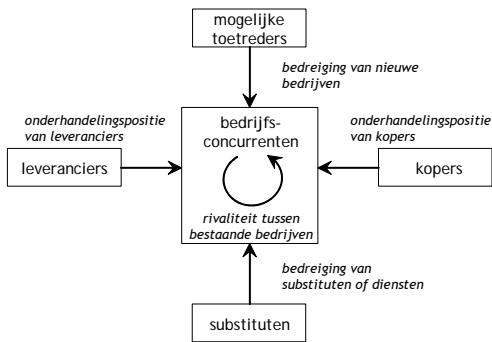 mogelijke
toetreders
bedreiging van nieuwe
bedrijven
onderhandelingspositie
van leveranciers
leveranciers
bedrijfs-
concurrenten
rivaliteit tussen
bestaande bedrijven
onderhandelingspositie
van kopers
kopers
bedreiging van
substituten of diensten
substituten